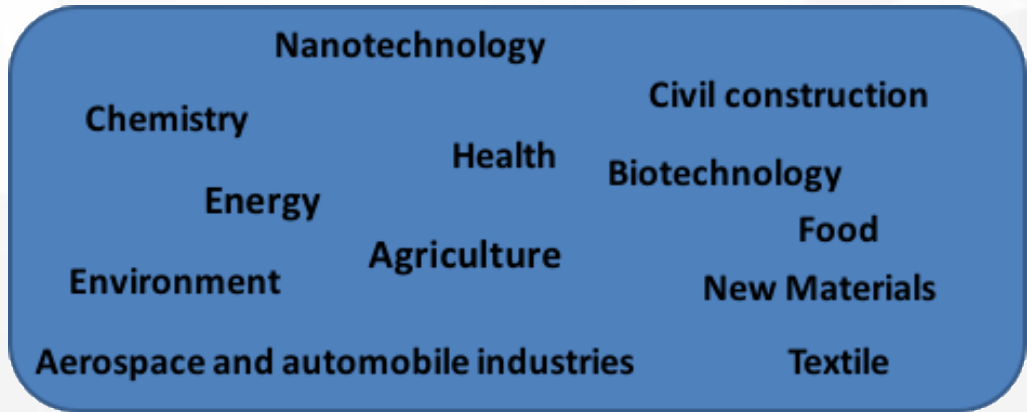 Nanotechnology
Civil construction
Chemistry
Health
Biotechnology
Energy
Food
Agriculture
Environment
New Materials
Aerospace and automobile industries
Textile